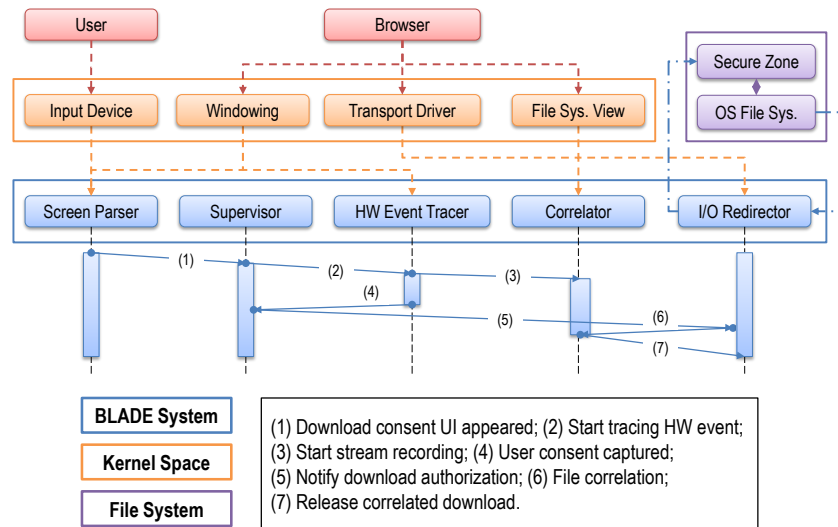 User
Browser
Secure Zone
OS File Sys.
Input Device
Windowing
Transport Driver
File Sys. View
Screen Parser
Supervisor
HW Event Tracer
Correlator
I/O Redirector
(1)
(2)
(3)
(4)
(5)
(6)
(7)
BLADE System
Kernel Space
File System
(1) Download consent UI appeared; (2) Start tracing HW event;
(3) Start stream recording; (4) User consent captured;
(5) Notify download authorization; (6) File correlation;
(7) Release correlated download.